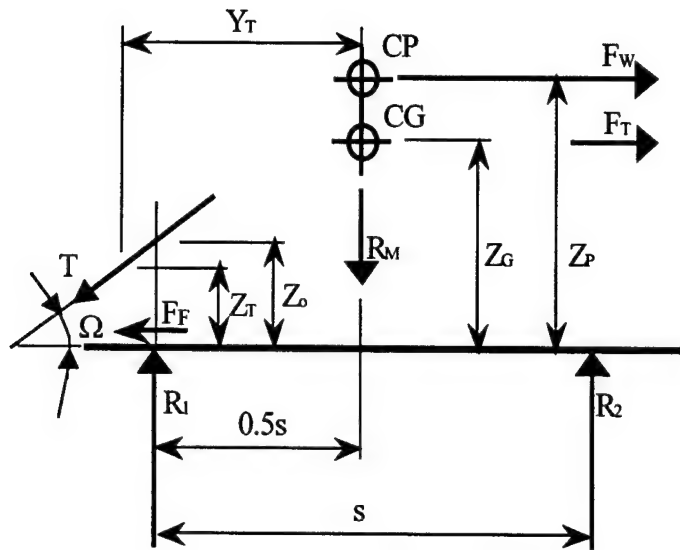 Y_T
CP
F_W
CG
F_T
T
R_M
Z_G
Z_P
Z_T
Z_o
Ω
F_F
R_1
R_2
0.5s
s